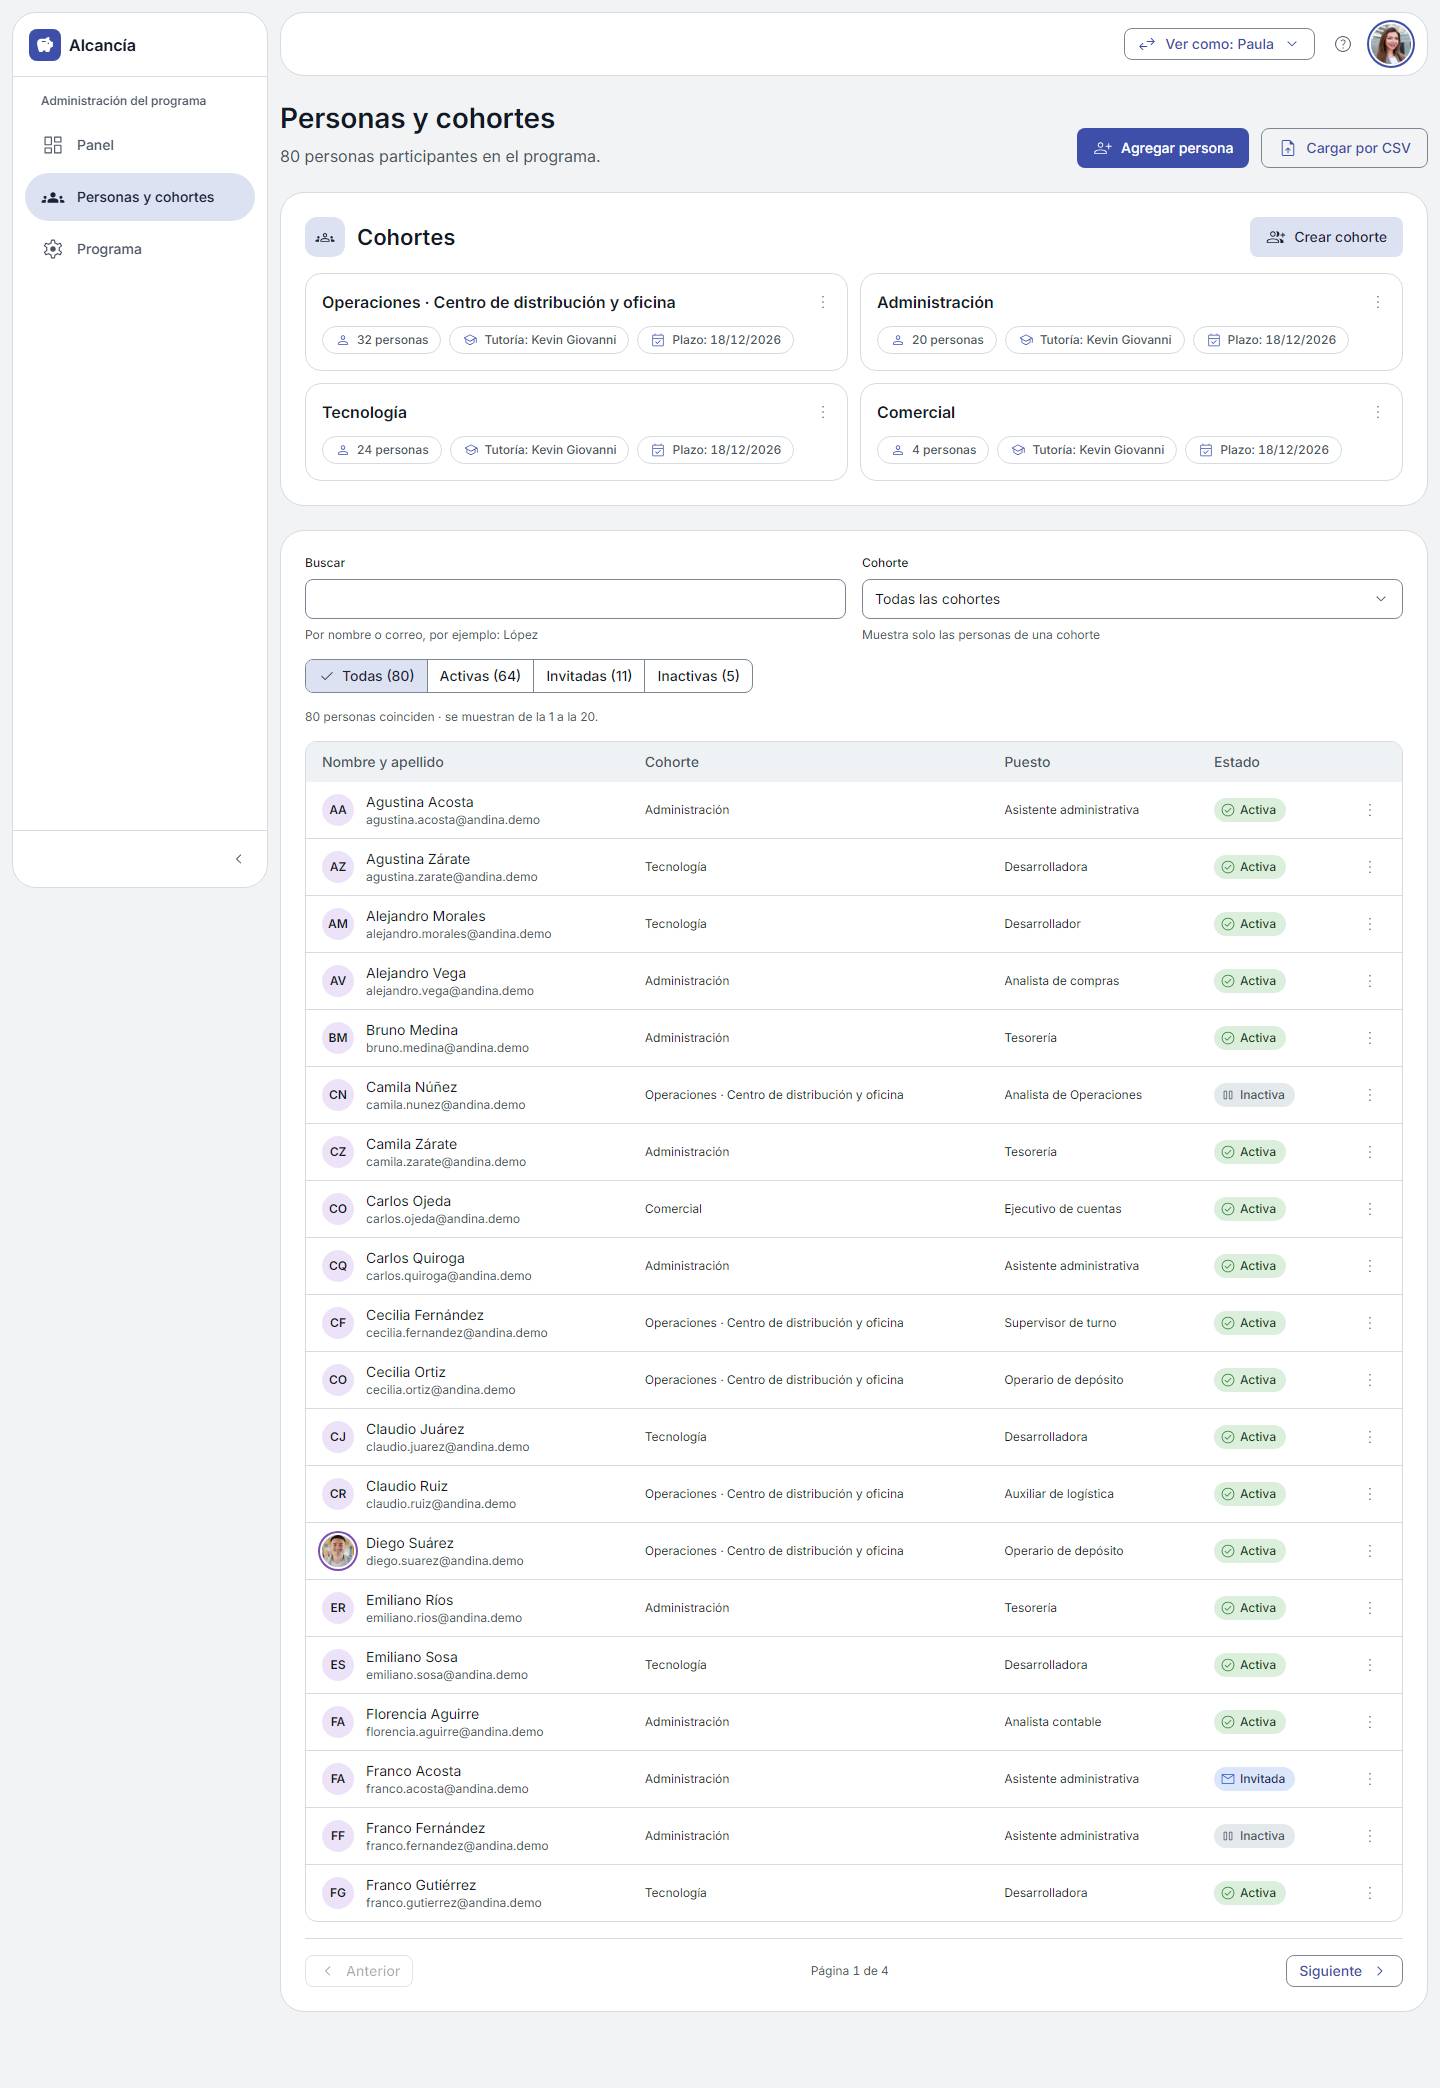 Alcancía
Ver como: Paula
Administración del programa
Panel
Personas y cohortes
Programa
Personas y cohortes
80 personas participantes en el programa.
Agregar persona
Cargar por CSV
Cohortes
Crear cohorte
Operaciones · Centro de distribución y oficina
32 personas
Tutoría: Kevin Giovanni
Plazo: 18/12/2026
Administración
20 personas
Tutoría: Kevin Giovanni
Plazo: 18/12/2026
Tecnología
24 personas
Tutoría: Kevin Giovanni
Plazo: 18/12/2026
Comercial
4 personas
Tutoría: Kevin Giovanni
Plazo: 18/12/2026
Buscar
Por nombre o correo, por ejemplo: López
Cohorte
Todas las cohortes
Muestra solo las personas de una cohorte
Todas (80)
Activas (64)
Invitadas (11)
Inactivas (5)
80 personas coinciden · se muestran de la 1 a la 20.
Nombre y apellido Cohorte Puesto Estado
AA Agustina Acosta Administración Asistente administrativa Activa
agustina.acosta@andina.demo
AZ Agustina Zárate Tecnología Desarrolladora Activa
agustina.zarate@andina.demo
AM Alejandro Morales Tecnología Desarrollador Activa
alejandro.morales@andina.demo
AV Alejandro Vega Administración Analista de compras Activa
alejandro.vega@andina.demo
BM Bruno Medina Administración Tesorería Activa
bruno.medina@andina.demo
CN Camila Núñez Operaciones · Centro de distribución y oficina Analista de Operaciones Inactiva
camila.nunez@andina.demo
CZ Camila Zárate Administración Tesorería Activa
camila.zarate@andina.demo
CO Carlos Ojeda Comercial Ejecutivo de cuentas Activa
carlos.ojeda@andina.demo
CQ Carlos Quiroga Administración Asistente administrativa Activa
carlos.quiroga@andina.demo
CF Cecilia Fernández Operaciones · Centro de distribución y oficina Supervisor de turno Activa
cecilia.fernandez@andina.demo
CO Cecilia Ortiz Operaciones · Centro de distribución y oficina Operario de depósito Activa
cecilia.ortiz@andina.demo
CJ Claudio Juárez Tecnología Desarrolladora Activa
claudio.juarez@andina.demo
CR Claudio Ruiz Operaciones · Centro de distribución y oficina Auxiliar de logística Activa
claudio.ruiz@andina.demo
Diego Suárez Operaciones · Centro de distribución y oficina Operario de depósito Activa
diego.suarez@andina.demo
ER Emiliano Ríos Administración Tesorería Activa
emiliano.rios@andina.demo
ES Emiliano Sosa Tecnología Desarrolladora Activa
emiliano.sosa@andina.demo
FA Florencia Aguirre Administración Analista contable Activa
florencia.aguirre@andina.demo
FA Franco Acosta Administración Asistente administrativa Invitada
franco.acosta@andina.demo
FF Franco Fernández Administración Asistente administrativa Inactiva
franco.fernandez@andina.demo
FG Franco Gutiérrez Tecnología Desarrolladora Activa
franco.gutierrez@andina.demo
Anterior
Página 1 de 4
Siguiente